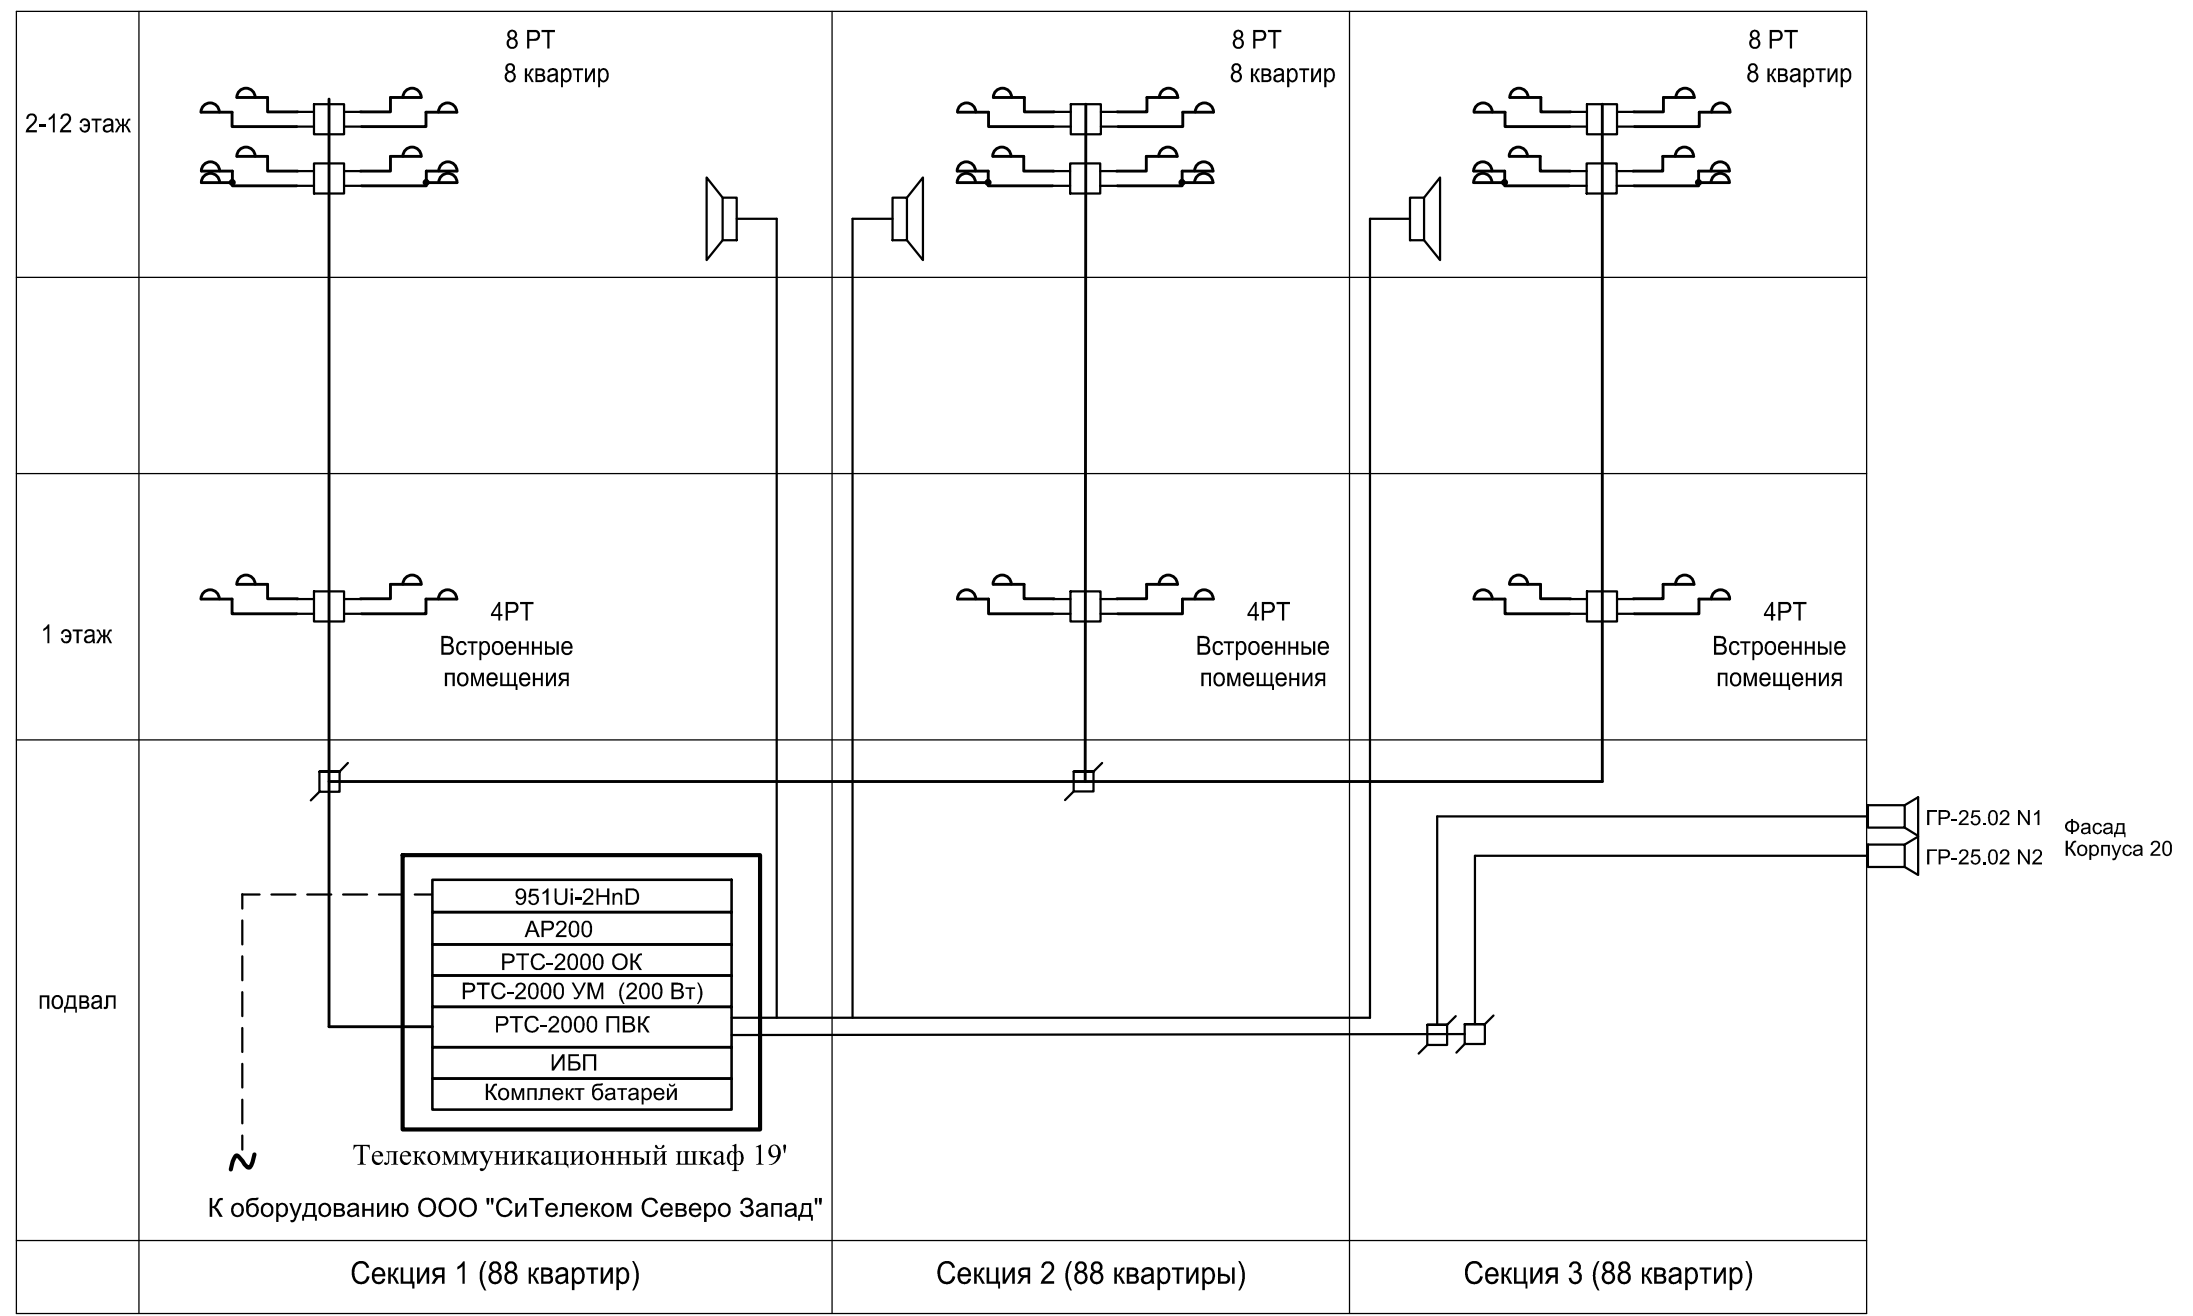 8 РТ
8 квартир
8 РТ
8 квартир
8 РТ
8 квартир
2-12 этаж
4РТ
Встроенные
помещения
4РТ
Встроенные
помещения
4РТ
Встроенные
помещения
1 этаж
ГР-25.02 N1
ГР-25.02 N2
Фасад
Корпуса 20
951Ui-2HnD
АР200
РТС-2000 ОК
РТС-2000 УМ (200 Вт)
РТС-2000 ПВК
ИБП
Комплект батарей
подвал
Телекоммуникационный шкаф 19'
К оборудованию ООО "СиТелеком Северо Запад"
Секция 1 (88 квартир)
Секция 2 (88 квартиры)
Секция 3 (88 квартир)